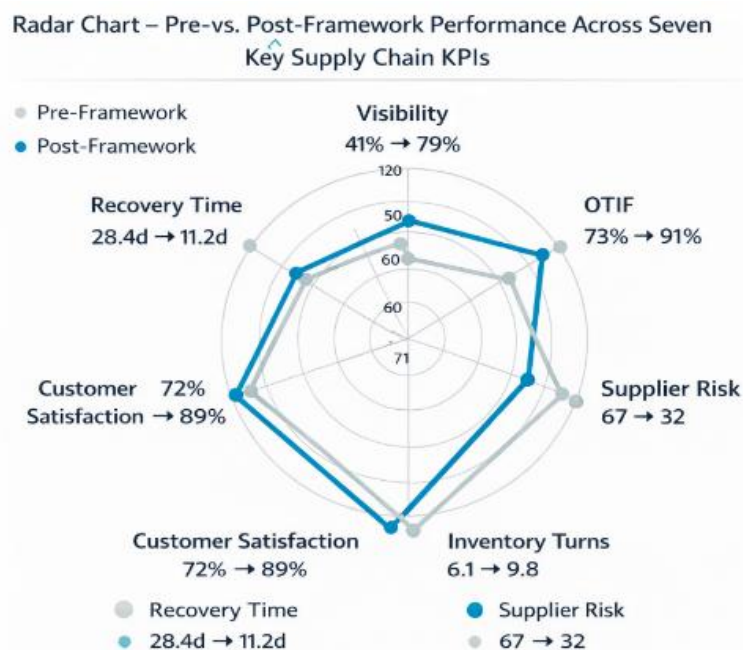 Radar Chart – Pre-vs. Post-Framework Performance Across Seven
Key Supply Chain KPIs
Pre-Framework
Post-Framework
Visibility
41% → 79%
120
50
60
60
71
Recovery Time
28.4d → 11.2d
OTIF
73% → 91%
Customer 72%
Satisfaction → 89%
Supplier Risk
67 → 32
Customer Satisfaction
72% → 89%
Inventory Turns
6.1 → 9.8
Recovery Time
28.4d → 11.2d
Supplier Risk
67 → 32